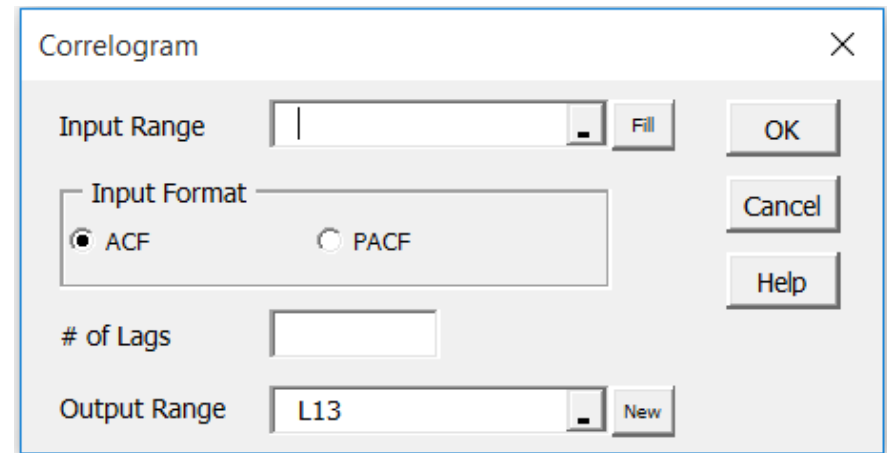 Correlogram
Input Range Fill OK
Input Format
ACF PACF
Cancel
Help
# of Lags
Output Range L13 New